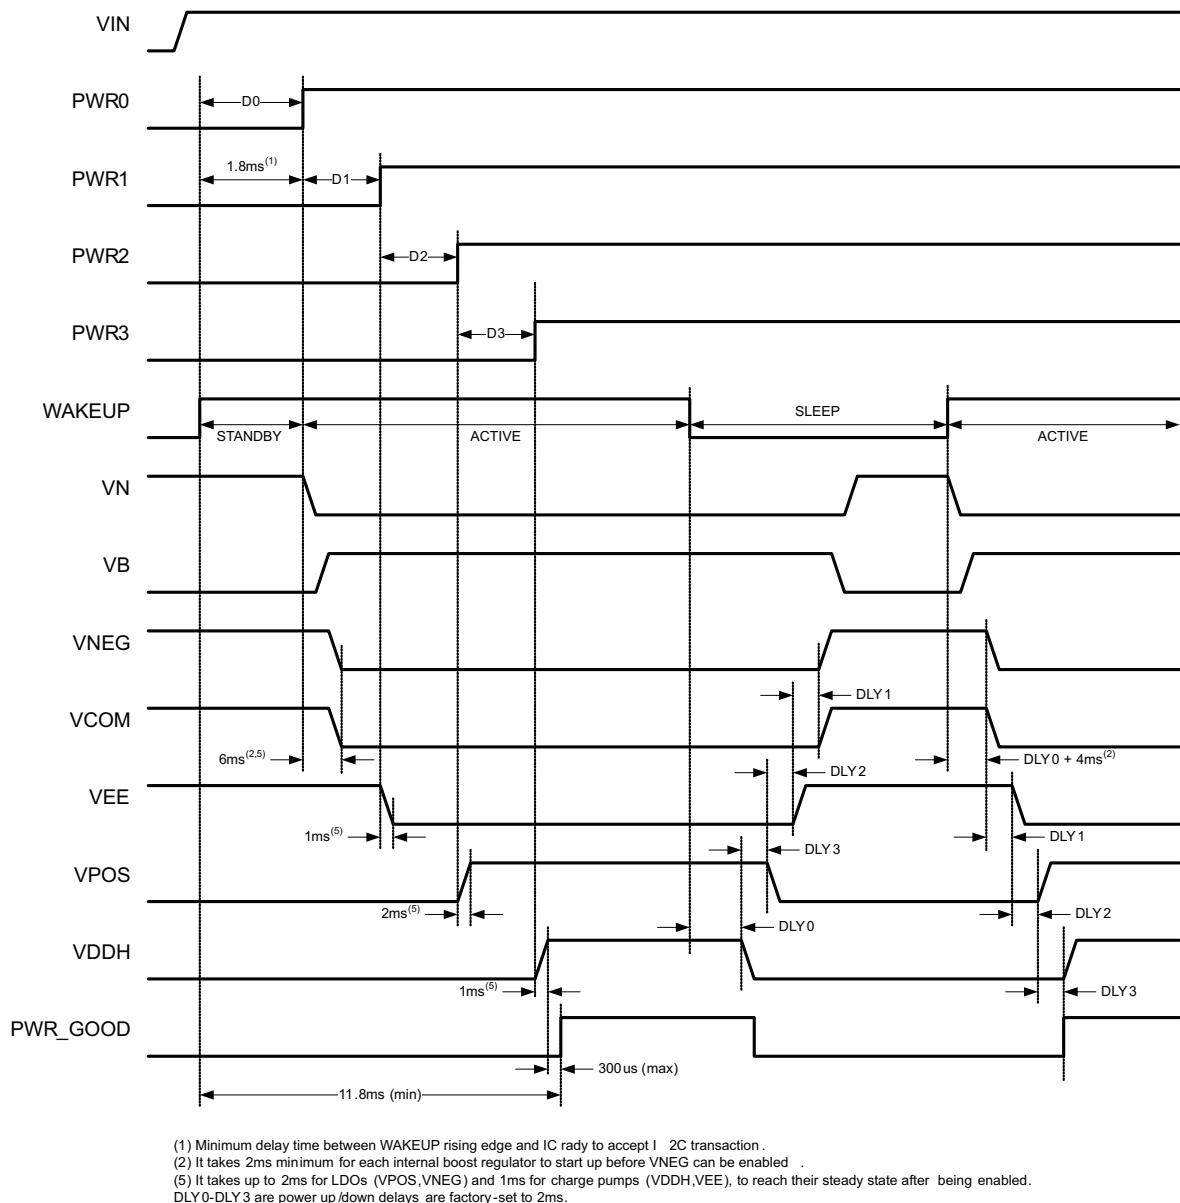 VIN
PWR0
D0
1.8ms(1)
PWR1
D1
PWR2
D2
PWR3
D3
WAKEUP
SLEEP
STANDBY
ACTIVE
ACTIVE
VN
VB
VNEG
DLY1
VCOM
6ms(2,5)
DLY0 + 4ms(2)
DLY2
VEE
1ms(5)
DLY1
DLY3
VPOS
2ms(5)
DLY2
DLY0
VDDH
1ms(5)
DLY3
PWR_GOOD
300us (max)
11.8ms (min)
(1) Minimum delay time between WAKEUP rising edge and IC rady to accept I 2C transaction .
(2) It takes 2ms minimum for each internal boost regulator to start up before VNEG can be enabled .
(5) It takes up to 2ms for LDOs (VPOS,VNEG) and 1ms for charge pumps (VDDH,VEE), to reach their steady state after being enabled.
DLY0-DLY3 are power up/down delays are factory-set to 2ms.